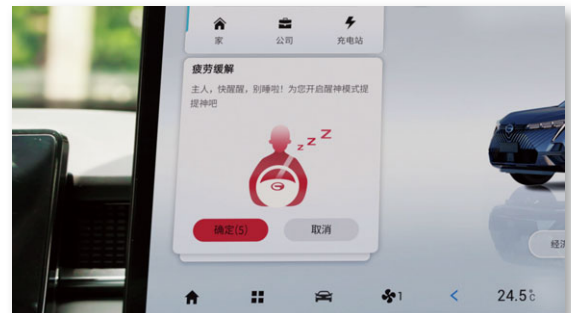 家 公司 充电站
疲劳缓解
主人，快醒醒，别睡啦！为您开启醒神模式提
提神吧
z z Z
确定(5) 取消
经济
1 24.5°c